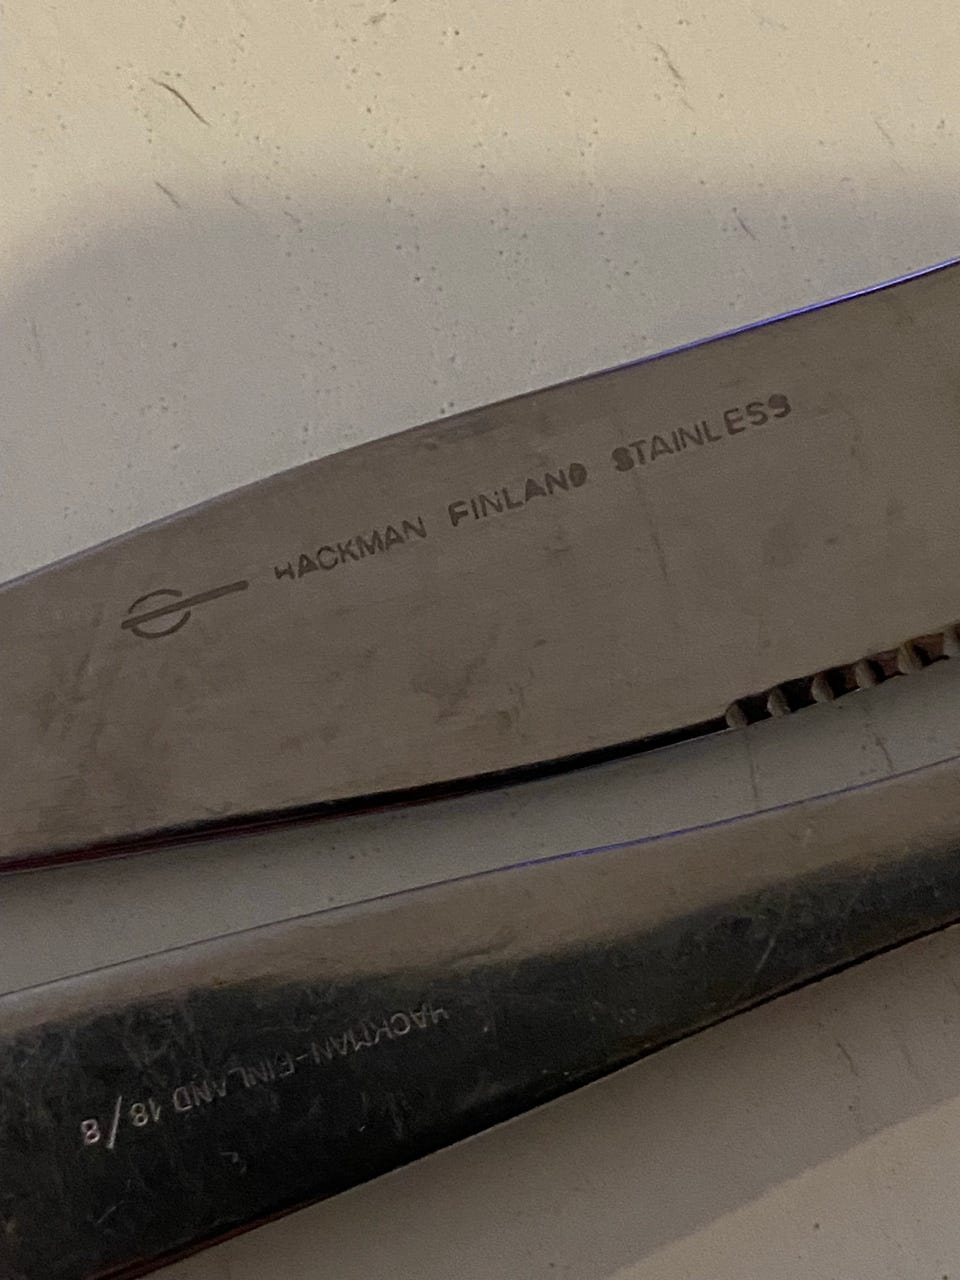 HACKMAN FINLAND STAINLESS
HACKMAN-FINLAND 18/8